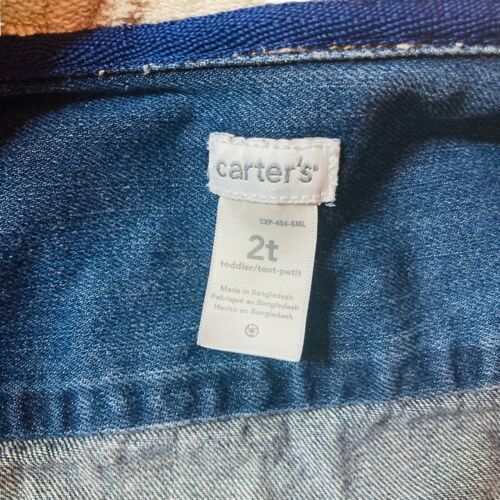 carter's®
CXP-404-SML
2t
toddler/tout-petit
Made in Bangladesh
Fabriqué au Bangladesh
Hecho en Bangladesh